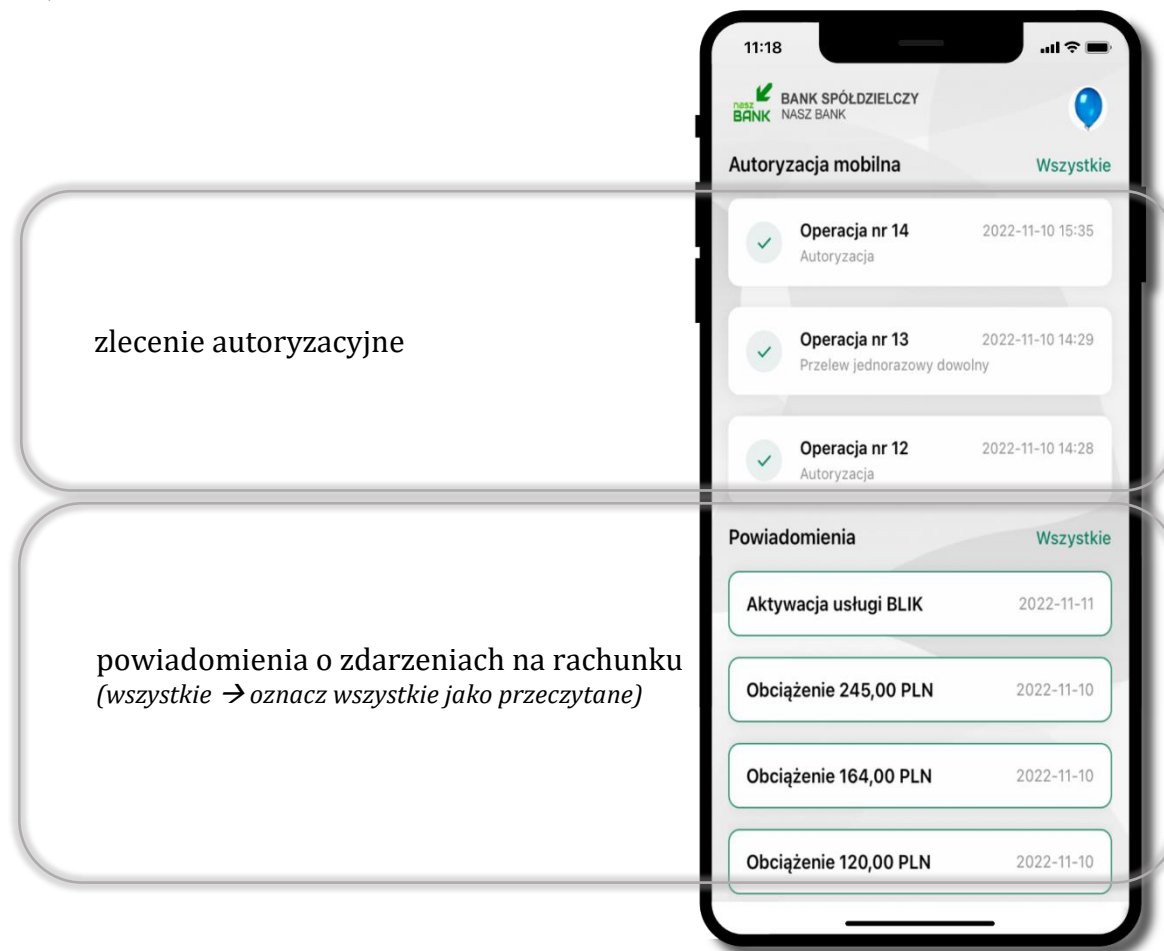 11:18
nasz BANK
BANK SPÓŁDZIELCZY
NASZ BANK
Autoryzacja mobilna Wszystkie
Operacja nr 14 2022-11-10 15:35
Autoryzacja
zlecenie autoryzacyjne
Operacja nr 13 2022-11-10 14:29
Przelew jednorazowy dowolny
Operacja nr 12 2022-11-10 14:28
Autoryzacja
Powiadomienia Wszystkie
Aktywacja usługi BLIK 2022-11-11
powiadomienia o zdarzeniach na rachunku
(wszystkie → oznacz wszystkie jako przeczytane)
Obciążenie 245,00 PLN 2022-11-10
Obciążenie 164,00 PLN 2022-11-10
Obciążenie 120,00 PLN 2022-11-10